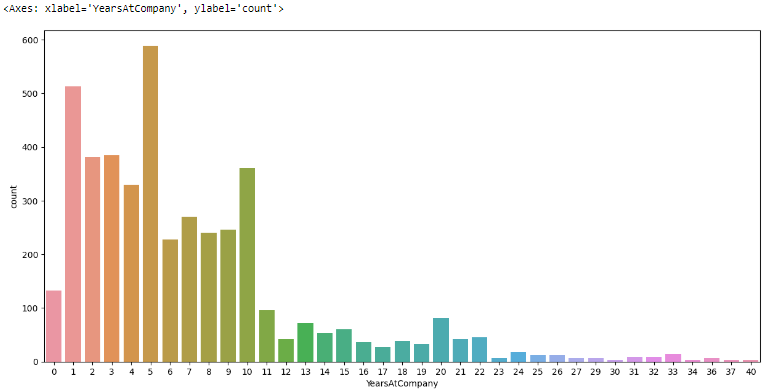 <Axes: xlabel='YearsAtCompany', ylabel='count'>
600
500
400
300
200
100
0
count
0 1 2 3 4 5 6 7 8 9 10 11 12 13 14 15 16 17 18 19 20 21 22 23 24 25 26 27 29 30 31 32 33 34 36 37 40
YearsAtCompany